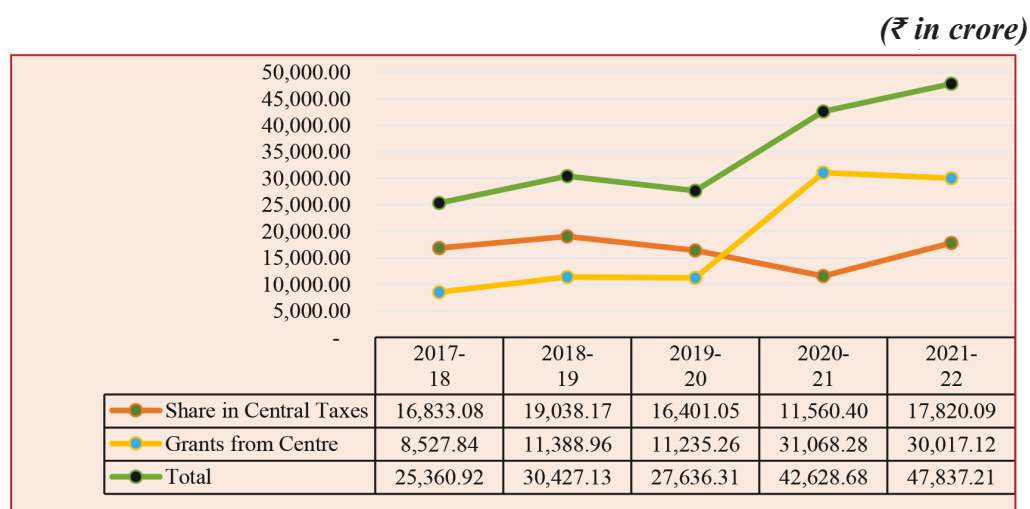 (₹ in crore)
50,000.00
45,000.00
40,000.00
35,000.00
30,000.00
25,000.00
20,000.00
15,000.00
10,000.00
5,000.00
-
2017-18 2018-19 2019-20 2020-21 2021-22
Share in Central Taxes 16,833.08 19,038.17 16,401.05 11,560.40 17,820.09
Grants from Centre 8,527.84 11,388.96 11,235.26 31,068.28 30,017.12
Total 25,360.92 30,427.13 27,636.31 42,628.68 47,837.21